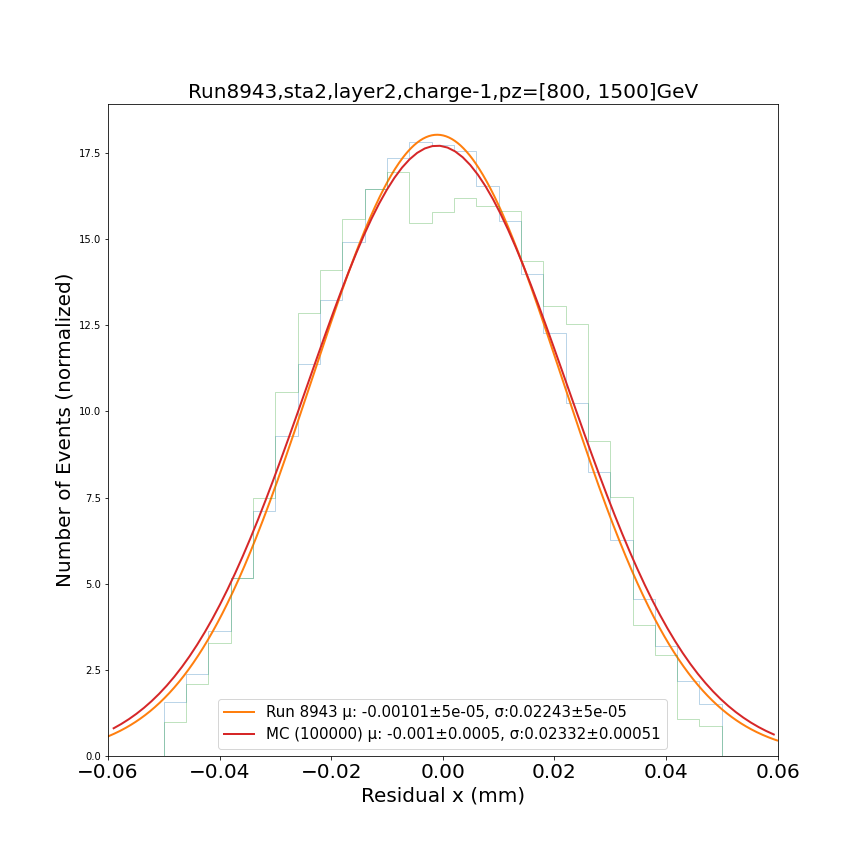 Run8943,sta2,layer2,charge-1,pz=[800, 1500]GeV
Number of Events (normalized)
17.5
15.0
12.5
10.0
7.5
5.0
2.5
0.0
Run 8943 μ: -0.00101±5e-05, σ:0.02243±5e-05
MC (100000) μ: -0.001±0.0005, σ:0.02332±0.00051
−0.06 −0.04 −0.02 0.00 0.02 0.04 0.06
Residual x (mm)